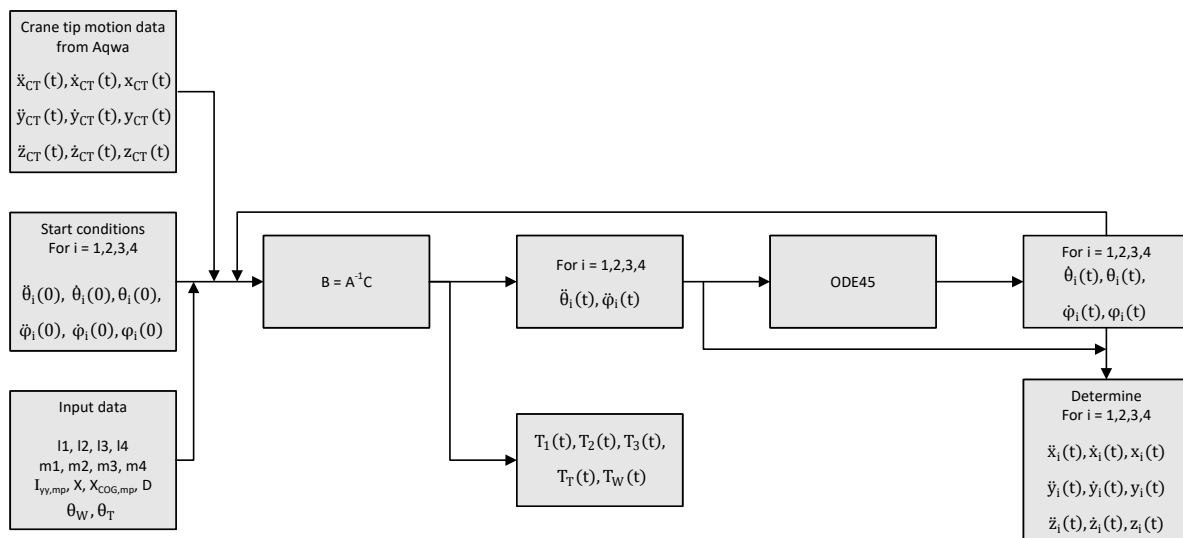 Crane tip motion data
from Aqwa
ẍ_CT(t), ẋ_CT(t), x_CT(t)
ÿ_CT(t), ẏ_CT(t), y_CT(t)
z̈_CT(t), ż_CT(t), z_CT(t)
Start conditions
For i = 1,2,3,4
θ̈_i(0), θ̇_i(0), θ_i(0),
φ̈_i(0), φ̇_i(0), φ_i(0)
Input data
l1, l2, l3, l4
m1, m2, m3, m4
I_yy,mp, X, X_COG,mp, D
θ_W, θ_T
B = A⁻¹C
For i = 1,2,3,4
θ̈_i(t), φ̈_i(t)
T_1(t), T_2(t), T_3(t),
T_T(t), T_W(t)
ODE45
For i = 1,2,3,4
θ̇_i(t), θ_i(t),
φ̇_i(t), φ_i(t)
Determine
For i = 1,2,3,4
ẍ_i(t), ẋ_i(t), x_i(t)
ÿ_i(t), ẏ_i(t), y_i(t)
z̈_i(t), ż_i(t), z_i(t)